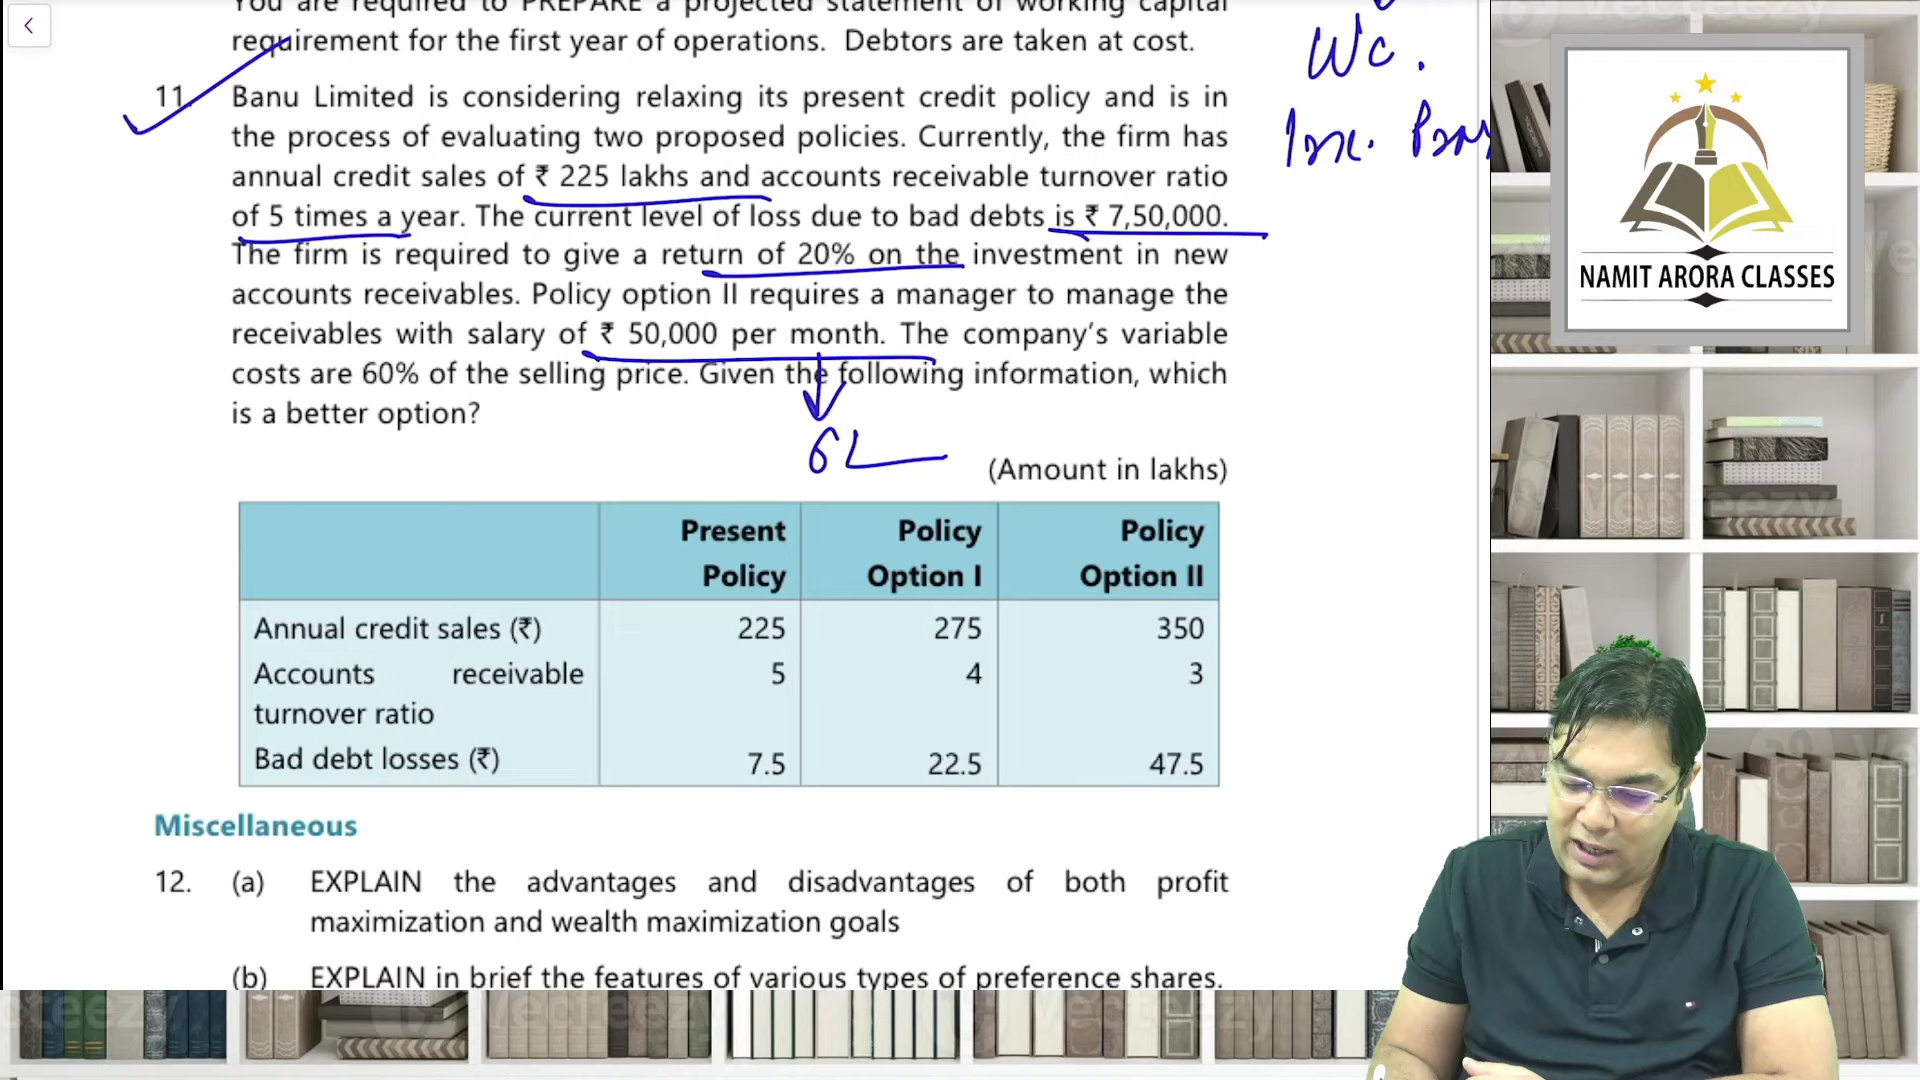 You are required to PREPARE a projected statement of working capital
requirement for the first year of operations. Debtors are taken at cost.
WC.
11. Banu Limited is considering relaxing its present credit policy and is in
the process of evaluating two proposed policies. Currently, the firm has
annual credit sales of ₹ 225 lakhs and accounts receivable turnover ratio
of 5 times a year. The current level of loss due to bad debts is ₹ 7,50,000.
The firm is required to give a return of 20% on the investment in new
accounts receivables. Policy option II requires a manager to manage the
receivables with salary of ₹ 50,000 per month. The company's variable
costs are 60% of the selling price. Given the following information, which
is a better option?
6L
(Amount in lakhs)
Present Policy Policy Option I Policy Option II
Annual credit sales (₹) 225 275 350
Accounts receivable turnover ratio 5 4 3
Bad debt losses (₹) 7.5 22.5 47.5
Miscellaneous
12. (a) EXPLAIN the advantages and disadvantages of both profit
maximization and wealth maximization goals
(b) EXPLAIN in brief the features of various types of preference shares.
NAMIT ARORA CLASSES